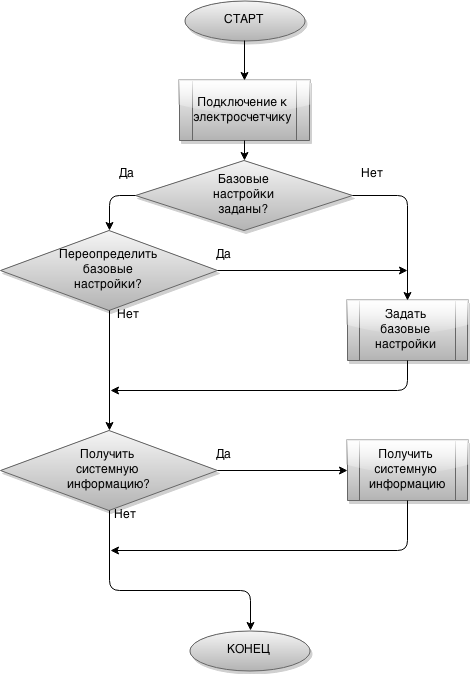 СТАРТ
Подключение к
электросчетчику
Да
Нет
Базовые
настройки
заданы?
Переопределить
базовые
настройки?
Да
Нет
Задать
базовые
настройки
Получить
системную
информацию?
Да
Нет
Получить
системную
информацию
КОНЕЦ